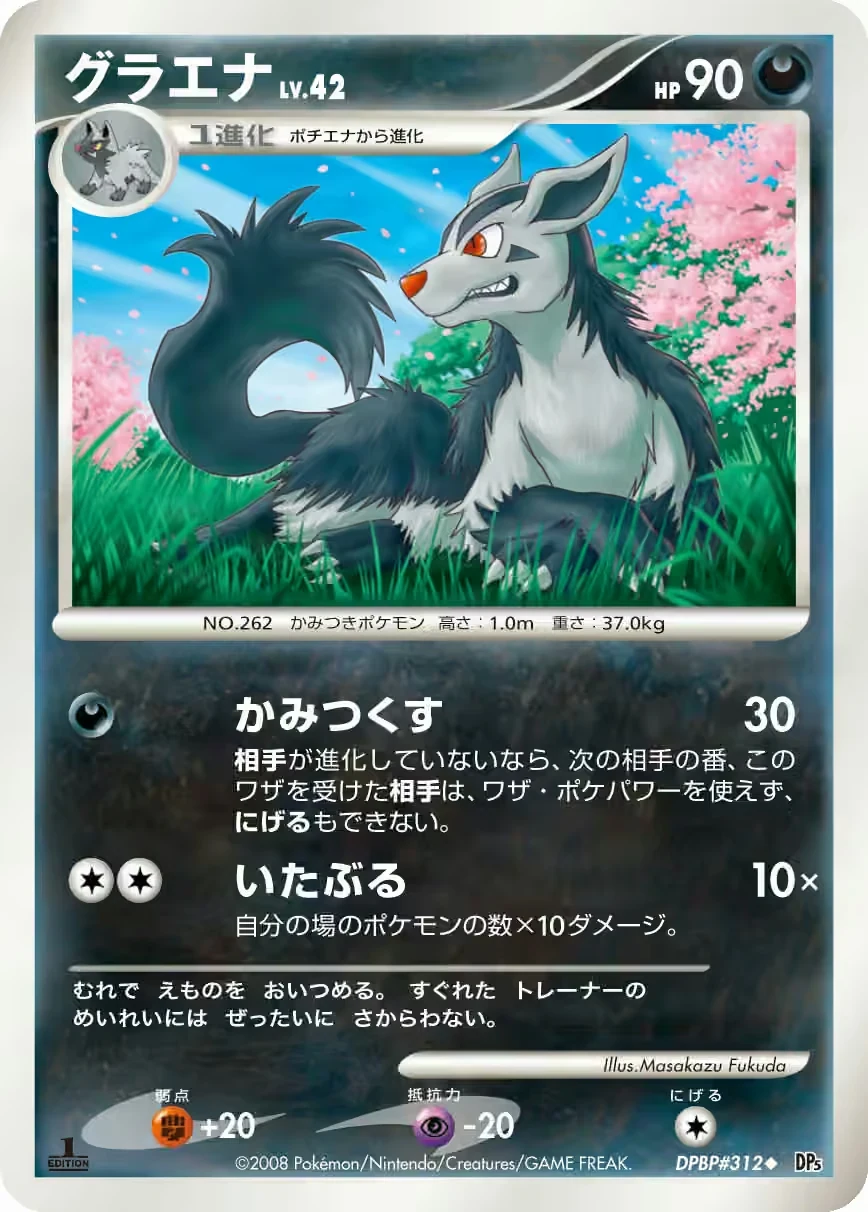 グラエナ LV.42 HP 90
1進化 ポチエナから進化
NO.262 かみつきポケモン 高さ：1.0m 重さ：37.0kg
かみつくす 30
相手が進化していないなら、次の相手の番、この
ワザを受けた相手は、ワザ・ポケパワーを使えず、
にげるもできない。
いたぶる 10×
自分の場のポケモンの数×10ダメージ。
むれで えものを おいつめる。 すぐれた トレーナーの
めいれいには ぜったいに さからわない。
Illus.Masakazu Fukuda
弱点 抵抗力 にげる
+20 -20
1 EDITION
©2008 Pokémon/Nintendo/Creatures/GAME FREAK. DPBP#312◆ DP5